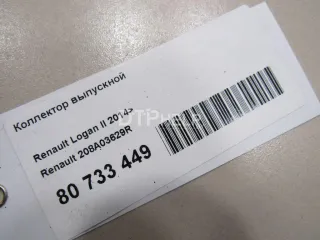 Коллектор выпускной
Renault Logan II 2014>
Renault 208A03629R
80 733 449